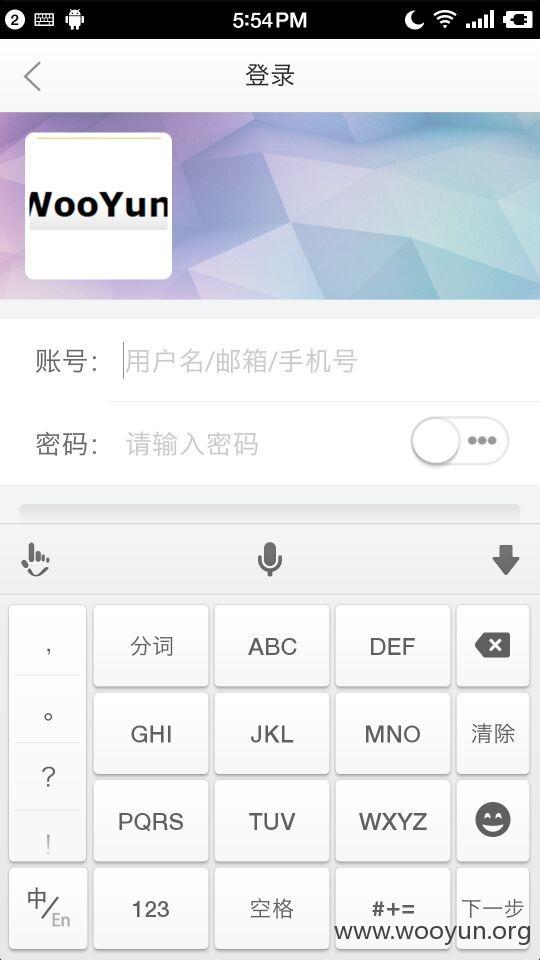 2 5:54PM
登录
WooYun
账号: 用户名/邮箱/手机号
密码: 请输入密码
, 分词 ABC DEF
。 GHI JKL MNO 清除
? PQRS TUV WXYZ
!
中/En 123 空格 #+= 下一步
www.wooyun.org